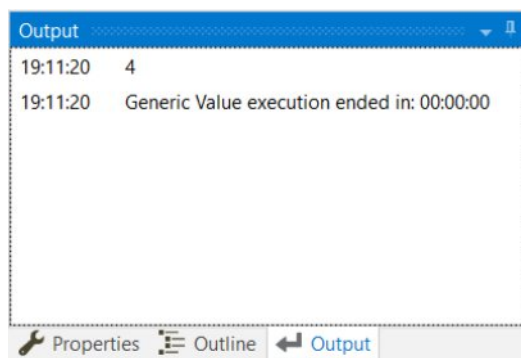 Output
19:11:20 4
19:11:20 Generic Value execution ended in: 00:00:00
Properties Outline Output